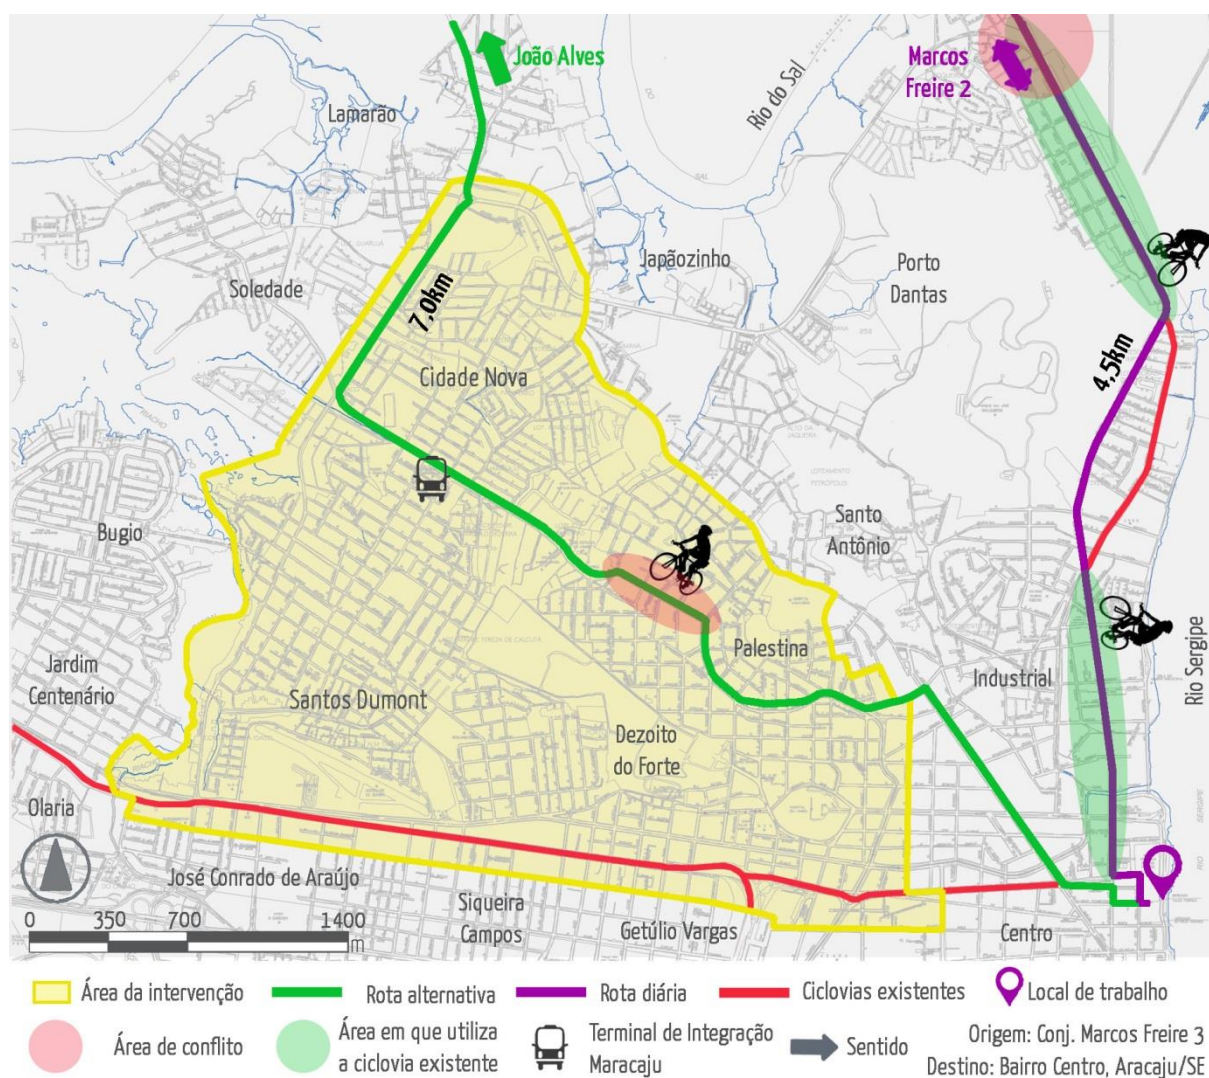 João Alves
Marcos
Freire 2
Rio do Sal
Lamarão
Japãozinho
Porto
Dantas
Soledade
7,0km
4,5km
Cidade Nova
Santo
Antônio
Bugio
Palestina
Industrial
Rio Sergipe
Jardim
Centenário
Santos Dumont
Dezoito
do Forte
Olaria
José Conrado de Araújo
Siqueira
Campos
Getúlio Vargas
Centro
0 350 700 1400
m
Área da intervenção
Rota alternativa
Rota diária
Ciclovias existentes
Local de trabalho
Área de conflito
Área em que utiliza
a ciclovia existente
Terminal de Integração
Maracaju
Sentido
Origem: Conj. Marcos Freire 3
Destino: Bairro Centro, Aracaju/SE